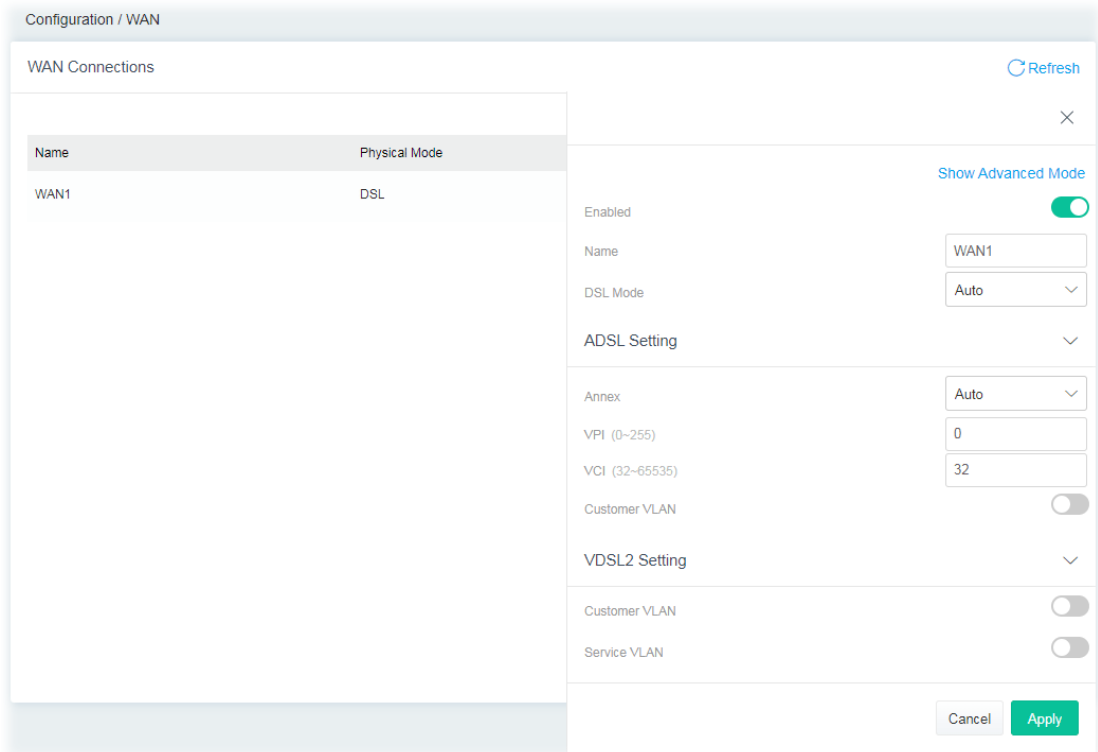 Configuration / WAN
WAN Connections
Refresh
Name Physical Mode
WAN1 DSL
Show Advanced Mode
Enabled
Name WAN1
DSL Mode Auto
ADSL Setting
Annex Auto
VPI (0~255) 0
VCI (32~65535) 32
Customer VLAN
VDSL2 Setting
Customer VLAN
Service VLAN
Cancel Apply